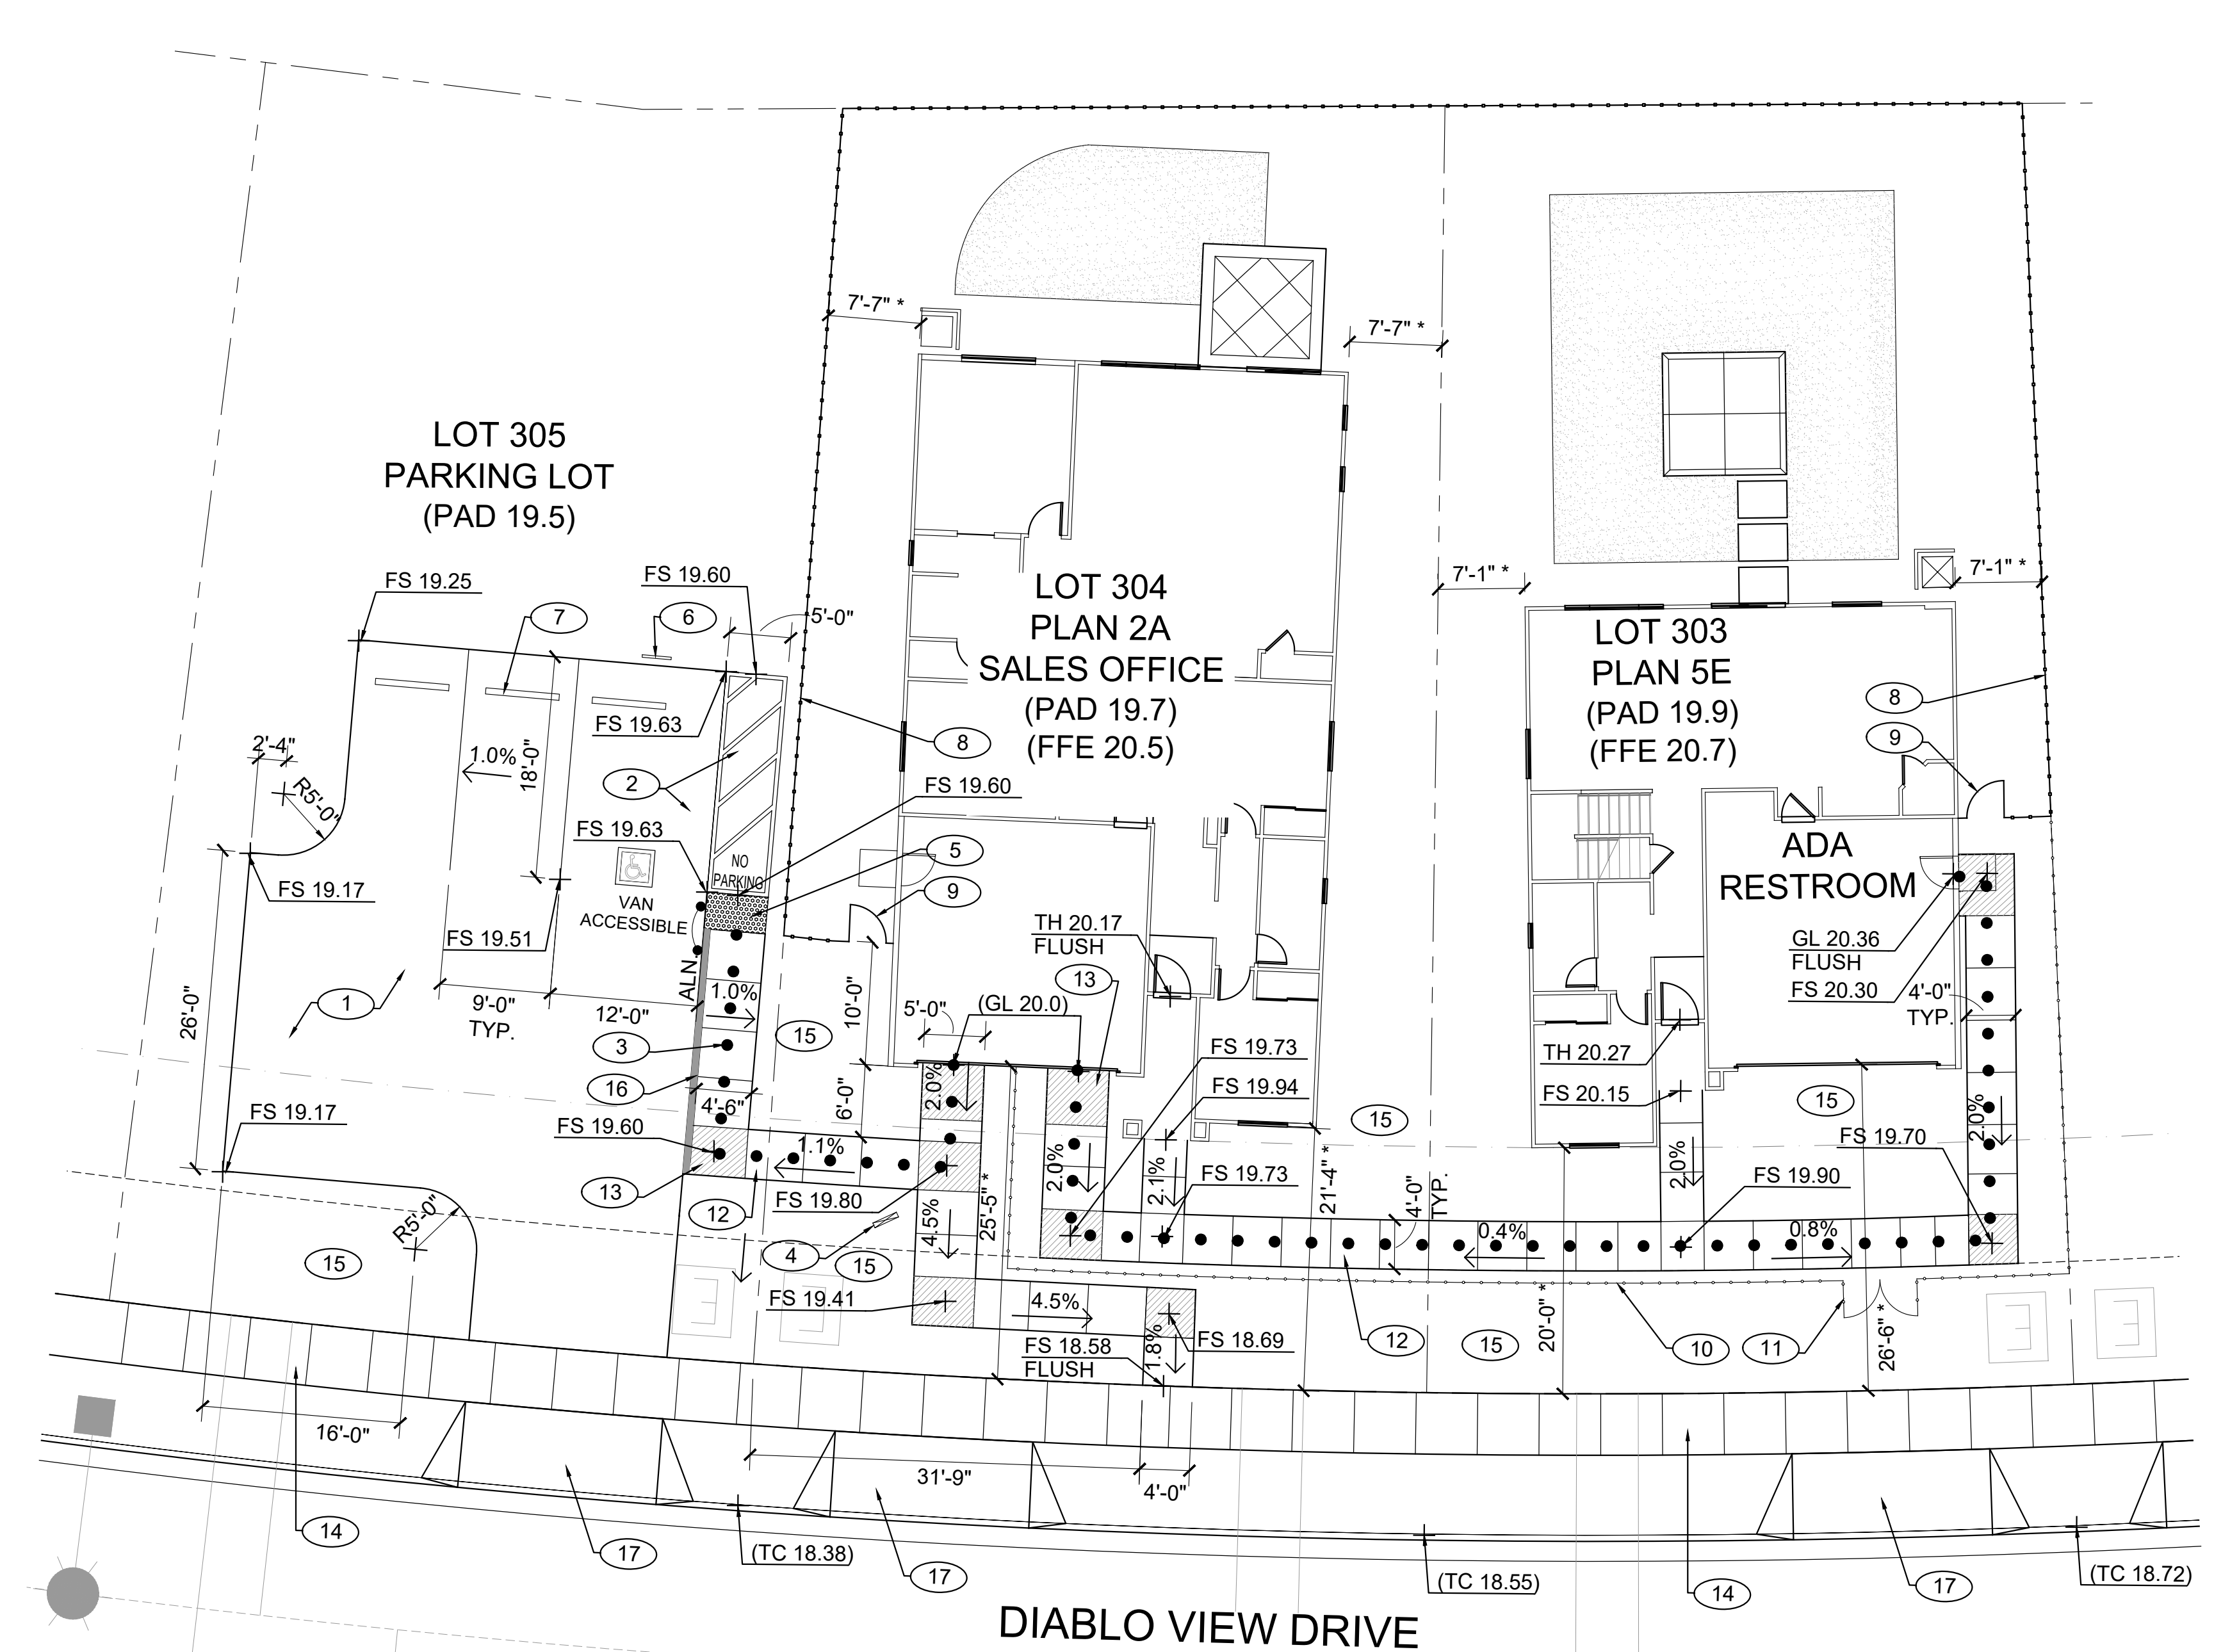 7'-7" *
7'-7" *
LOT 305
PARKING LOT
(PAD 19.5)
FS 19.25
FS 19.60
7
6
5'-0"
LOT 304
PLAN 2A
SALES OFFICE
(PAD 19.7)
(FFE 20.5)
7'-1" *
7'-1" *
LOT 303
PLAN 5E
(PAD 19.9)
(FFE 20.7)
8
9
FS 19.63
2'-4"
R5'-0"
1.0%
18'-0"
2
8
FS 19.60
FS 19.63
5
NO
PARKING
VAN
ACCESSIBLE
9
ADA
RESTROOM
FS 19.17
FS 19.51
TH 20.17
FLUSH
13
GL 20.36
FLUSH
FS 20.30
4'-0"
TYP.
26'-0"
1
9'-0"
TYP.
12'-0"
ALN.
1.0%
15
10'-0"
5'-0"
(GL 20.0)
3
16
4'-6"
6'-0"
2.0%
FS 19.73
FS 19.94
TH 20.27
FS 20.15
15
15
2.0%
FS 19.17
FS 19.60
1.1%
FS 19.70
13
12
FS 19.80
4.5%
25'-5" *
2.0%
2.1%
FS 19.73
21'-4" *
4'-0"
TYP.
2.0%
FS 19.90
0.4%
0.8%
R5'-0"
15
4
15
FS 19.41
4.5%
FS 18.58
FLUSH
1.8%
FS 18.69
12
15
20'-0" *
10
11
26'-6" *
E
E
E
E
16'-0"
31'-9"
4'-0"
14
17
(TC 18.38)
17
(TC 18.55)
14
17
(TC 18.72)
DIABLO VIEW DRIVE